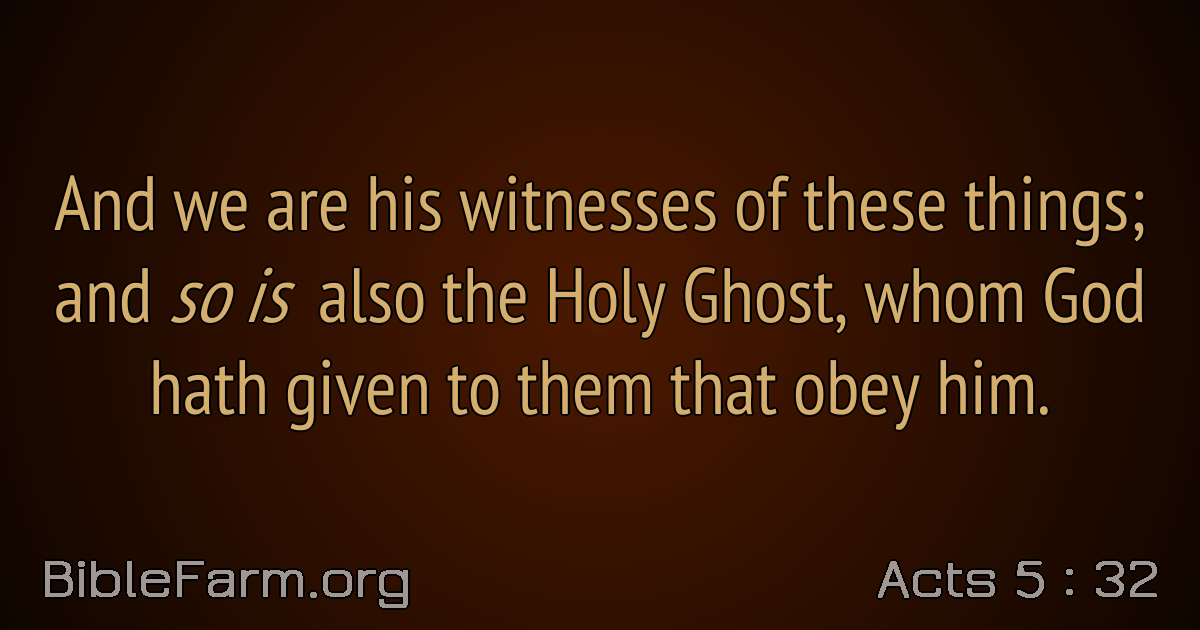 And we are his witnesses of these things;
and so is also the Holy Ghost, whom God
hath given to them that obey him.
BibleFarm.org
Acts 5 : 32